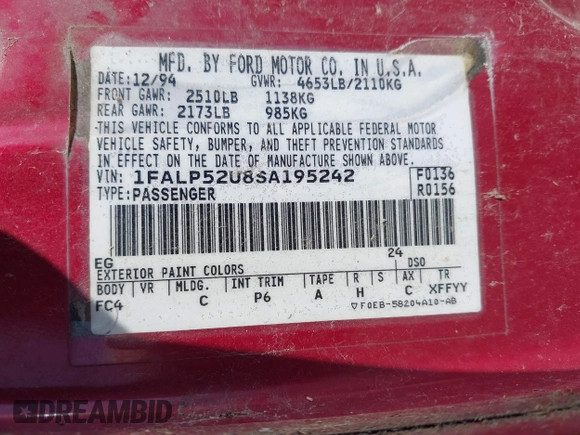 MFD. BY FORD MOTOR CO. IN U.S.A.
DATE: 12/94 GVWR: 4653LB/2110KG
FRONT GAWR: 2510LB 1138KG
REAR GAWR: 2173LB 985KG
THIS VEHICLE CONFORMS TO ALL APPLICABLE FEDERAL MOTOR
VEHICLE SAFETY, BUMPER, AND THEFT PREVENTION STANDARDS
IN EFFECT ON THE DATE OF MANUFACTURE SHOWN ABOVE.
VIN: 1FALP52U8SA195242 F0136
TYPE: PASSENGER R0156
EG 24 DSO
EXTERIOR PAINT COLORS
BODY VR MLDG. INT TRIM TAPE R S AX TR
FC4 C P6 A H C XFFYY
F0EB-5B204A10-AB
DREAMBID